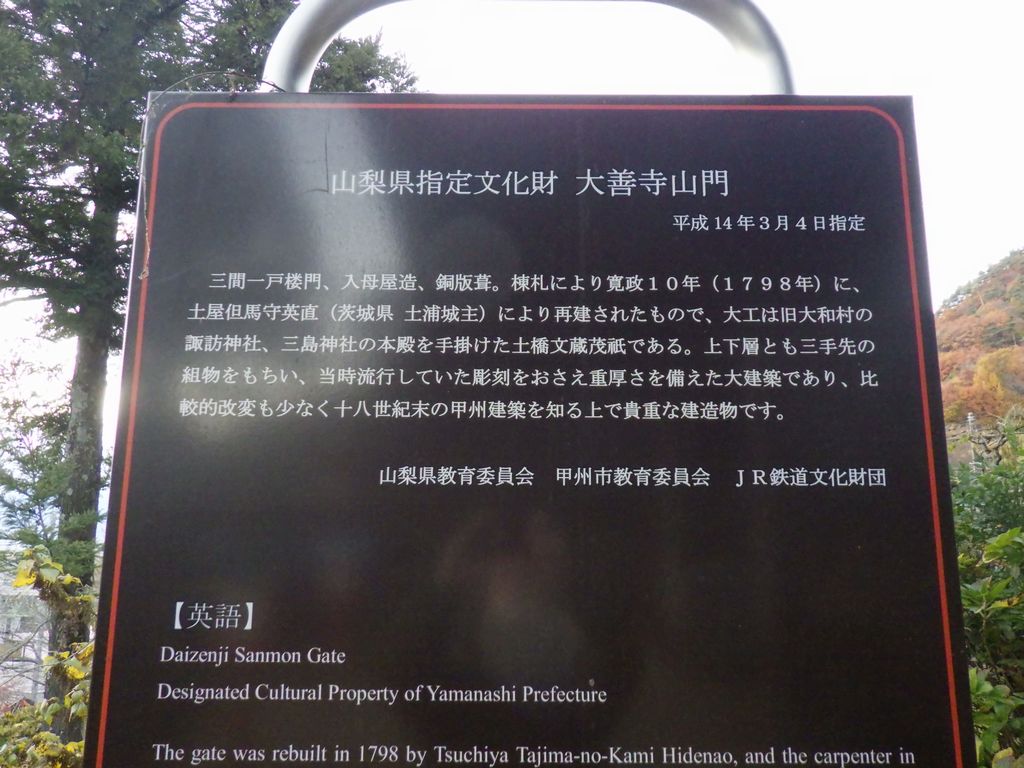 山梨県指定文化財 大善寺山門
平成14年3月4日指定
三間一戸楼門、入母屋造、銅版葺。棟札により寛政10年(1798年)に、
土屋但馬守英直(茨城県 土浦城主)により再建されたもので、大工は旧大和村の
諏訪神社、三島神社の本殿を手掛けた土橋文蔵茂祇である。上下層とも三手先の
組物をもちい、当時流行していた彫刻をおさえ重厚さを備えた大建築であり、比
較的改変も少なく十八世紀末の甲州建築を知る上で貴重な建造物です。
山梨県教育委員会 甲州市教育委員会 JR鉄道文化財団
【英語】
Daizenji Sanmon Gate
Designated Cultural Property of Yamanashi Prefecture
The gate was rebuilt in 1798 by Tsuchiya Tajima-no-Kami Hidenao, and the carpenter in